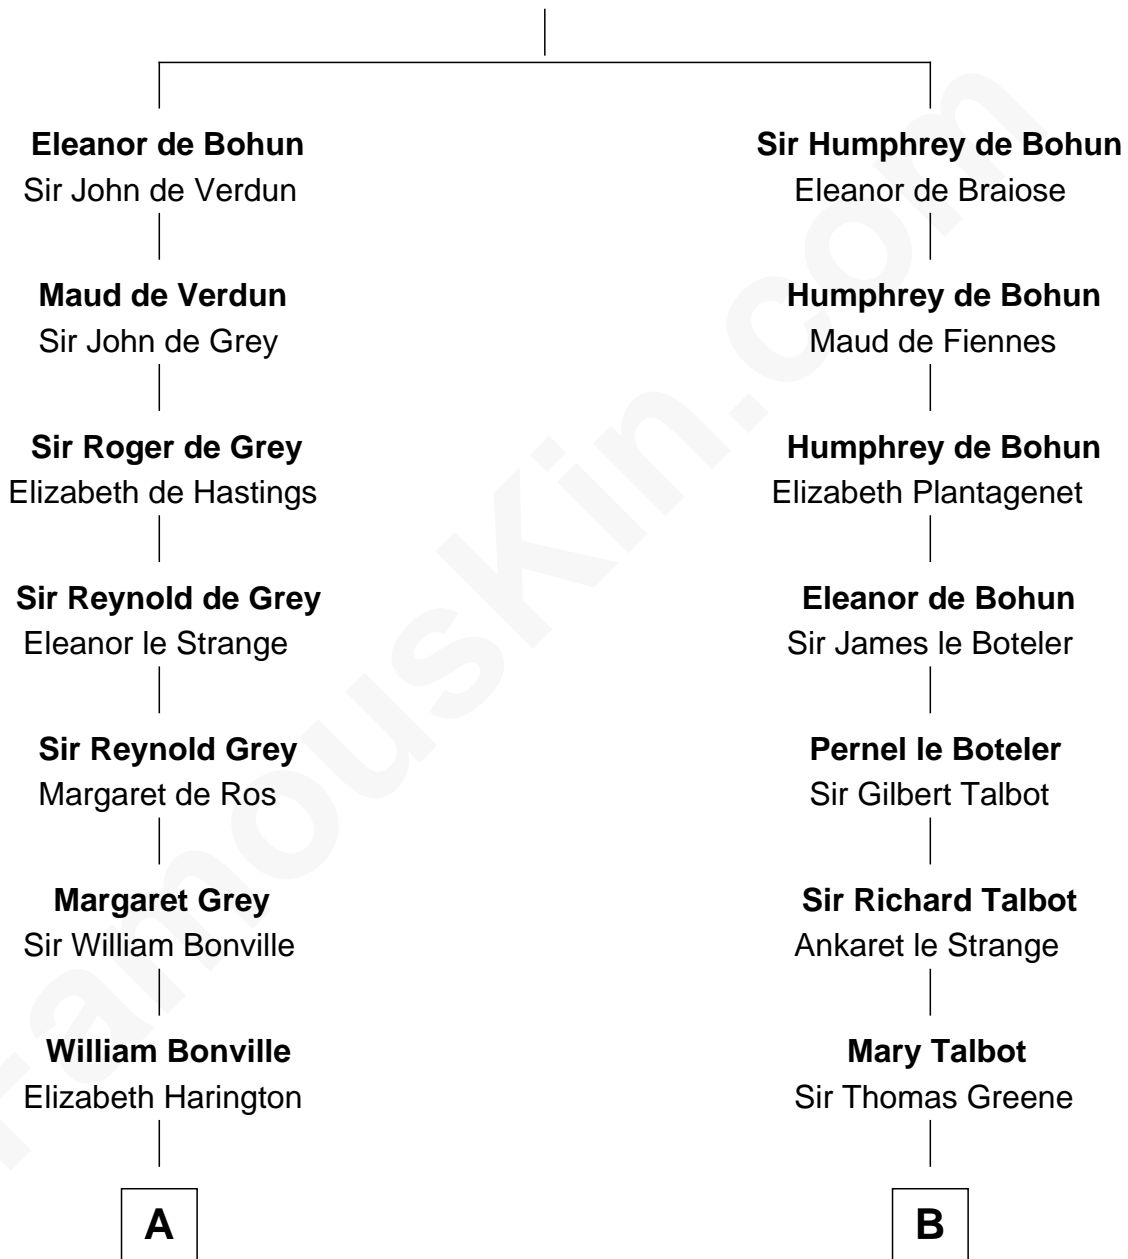 Eleanor de Bohun
Sir John de Verdun
Maud de Verdun
Sir John de Grey
Sir Roger de Grey
Elizabeth de Hastings
Sir Reynold de Grey
Eleanor le Strange
Sir Reynold Grey
Margaret de Ros
Margaret Grey
Sir William Bonville
William Bonville
Elizabeth Harington
A
Sir Humphrey de Bohun
Eleanor de Braiose
Humphrey de Bohun
Maud de Fiennes
Humphrey de Bohun
Elizabeth Plantagenet
Eleanor de Bohun
Sir James le Boteler
Pernel le Boteler
Sir Gilbert Talbot
Sir Richard Talbot
Ankaret le Strange
Mary Talbot
Sir Thomas Greene
B
FamousKin.com